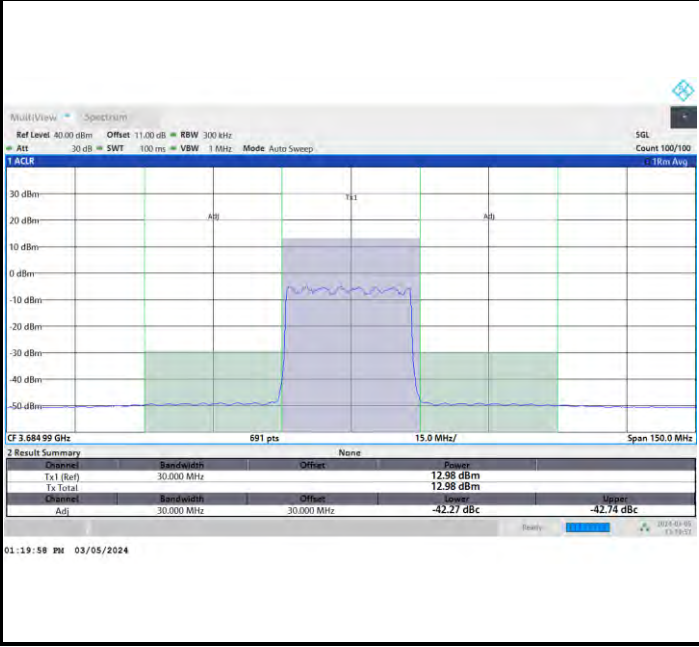 MultiView Spectrum
Ref Level 40.00 dBm Offset 11.00 dB RBW 300 kHz SGL
Att 30 dB SWT 100 ms VBW 1 MHz Mode Auto Sweep Count 100/100
1 ACLR 1Rm Avg
Tx1
30 dBm
Adj Adj
20 dBm
10 dBm
0 dBm
-10 dBm
-20 dBm
-30 dBm
-40 dBm
-50 dBm
CF 3.684 99 GHz 691 pts 15.0 MHz/ Span 150.0 MHz
2 Result Summary None
Channel Bandwidth Offset Power
Tx1 (Ref) 30.000 MHz 12.98 dBm
Tx Total 12.98 dBm
Channel Bandwidth Offset Lower Upper
Adj 30.000 MHz 30.000 MHz -42.27 dBc -42.74 dBc
Ready
01:19:58 PM 03/05/2024